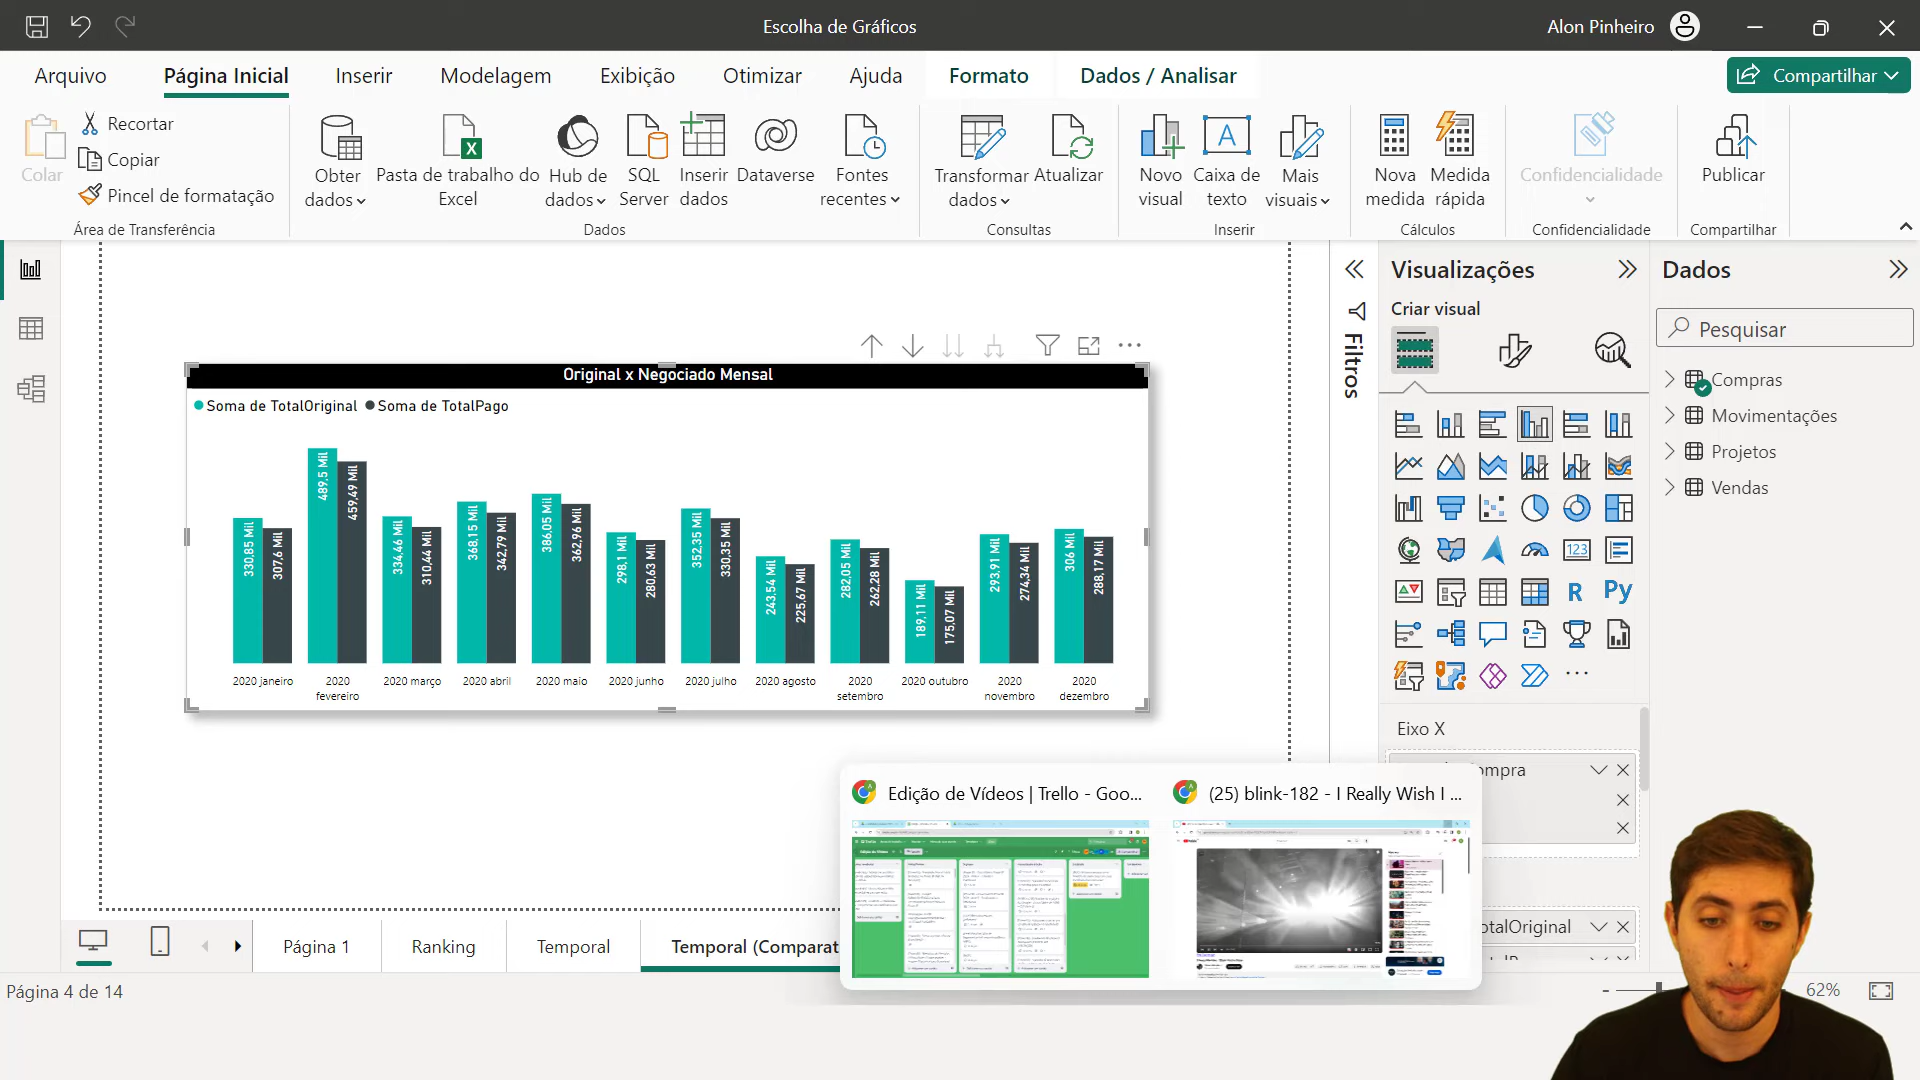 Escolha de Gráficos
Alon Pinheiro
Arquivo
Página Inicial
Inserir
Modelagem
Exibição
Otimizar
Ajuda
Formato
Dados / Analisar
Compartilhar
Colar
Recortar
Copiar
Pincel de formatação
Área de Transferência
Obter
dados
Pasta de trabalho do
Excel
Hub de
dados
SQL
Server
Inserir
dados
Dataverse
Fontes
recentes
Dados
Transformar
dados
Atualizar
Consultas
Novo
visual
Caixa de
texto
Mais
visuais
Inserir
Nova
medida
Medida
rápida
Cálculos
Confidencialidade
Confidencialidade
Publicar
Compartilhar
Original x Negociado Mensal
Soma de TotalOriginal
Soma de TotalPago
330,85 Mil
307,6 Mil
489,5 Mil
459,49 Mil
334,46 Mil
310,44 Mil
368,15 Mil
342,79 Mil
386,05 Mil
362,96 Mil
298,1 Mil
280,63 Mil
352,35 Mil
330,35 Mil
243,54 Mil
225,67 Mil
282,05 Mil
262,28 Mil
189,11 Mil
175,07 Mil
293,91 Mil
274,34 Mil
306 Mil
288,17 Mil
2020 janeiro
2020
fevereiro
2020 março
2020 abril
2020 maio
2020 junho
2020 julho
2020 agosto
2020
setembro
2020 outubro
2020
novembro
2020
dezembro
Filtros
Visualizações
Criar visual
123
R
Py
Eixo X
ompra
otalOriginal
Dados
Pesquisar
Compras
Movimentações
Projetos
Vendas
Edição de Vídeos | Trello - Goo...
(25) blink-182 - I Really Wish I ...
Página 1
Ranking
Temporal
Temporal (Comparat
Página 4 de 14
62%